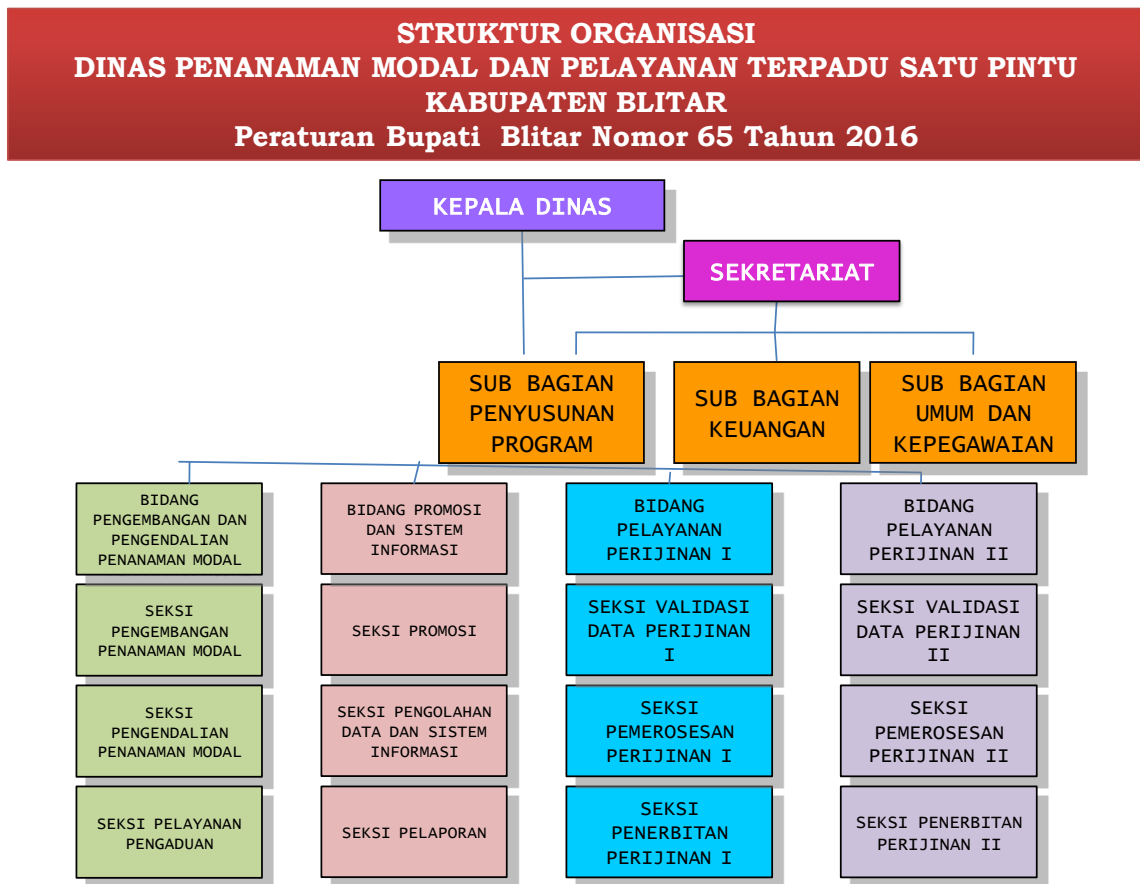 STRUKTUR ORGANISASI
DINAS PENANAMAN MODAL DAN PELAYANAN TERPADU SATU PINTU
KABUPATEN BLITAR
Peraturan Bupati Blitar Nomor 65 Tahun 2016
KEPALA DINAS
SEKRETARIAT
SUB BAGIAN
PENYUSUNAN
PROGRAM
SUB BAGIAN
KEUANGAN
SUB BAGIAN
UMUM DAN
KEPEGAWAIAN
BIDANG
PENGEMBANGAN DAN
PENGENDALIAN
PENANAMAN MODAL
BIDANG PROMOSI
DAN SISTEM
INFORMASI
BIDANG
PELAYANAN
PERIJINAN I
BIDANG
PELAYANAN
PERIJINAN II
SEKSI
PENGEMBANGAN
PENANAMAN MODAL
SEKSI PROMOSI
SEKSI VALIDASI
DATA PERIJINAN
I
SEKSI VALIDASI
DATA PERIJINAN
II
SEKSI
PENGENDALIAN
PENANAMAN MODAL
SEKSI PENGOLAHAN
DATA DAN SISTEM
INFORMASI
SEKSI
PEMEROSESAN
PERIJINAN I
SEKSI
PEMEROSESAN
PERIJINAN II
SEKSI PELAYANAN
PENGADUAN
SEKSI PELAPORAN
SEKSI
PENERBITAN
PERIJINAN I
SEKSI PENERBITAN
PERIJINAN II